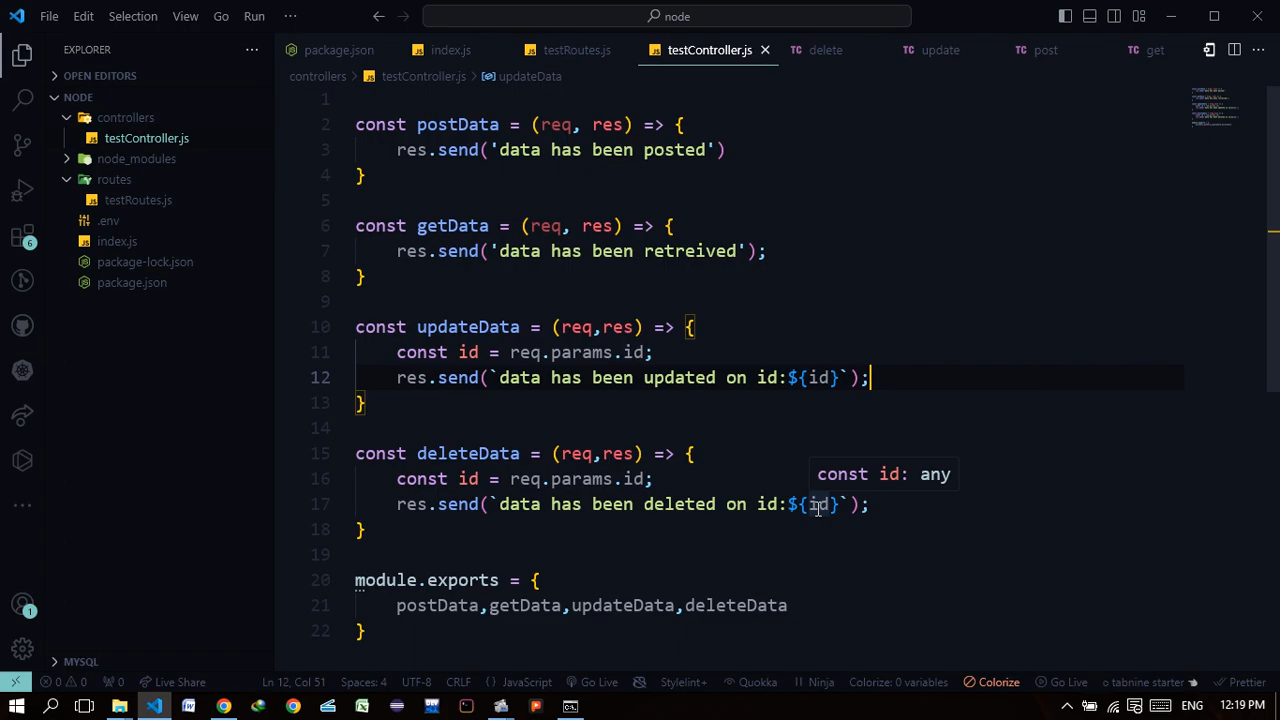 File Edit Selection View Go Run ··· node
EXPLORER ···
package.json index.js testRoutes.js testController.js delete update post get
OPEN EDITORS
controllers > testController.js > updateData
NODE
controllers
testController.js
node_modules
routes
testRoutes.js
.env
index.js
package-lock.json
package.json
MYSQL
6
1
1
2 const postData = (req, res) => {
3 res.send('data has been posted')
4 }
5
6 const getData = (req, res) => {
7 res.send('data has been retreived');
8 }
9
10 const updateData = (req,res) => {
11 const id = req.params.id;
12 res.send(`data has been updated on id:${id}`);
13 }
14
15 const deleteData = (req,res) => {
const id: any
16 const id = req.params.id;
17 res.send(`data has been deleted on id:${id}`);
18 }
19
20 module.exports = {
21 postData,getData,updateData,deleteData
22 }
0 0 0 Live Share Ln 12, Col 51 Spaces: 4 UTF-8 CRLF {} JavaScript Go Live Stylelint+ Quokka Ninja Colorize: 0 variables Colorize Go Live tabnine starter Prettier
12:19 PM